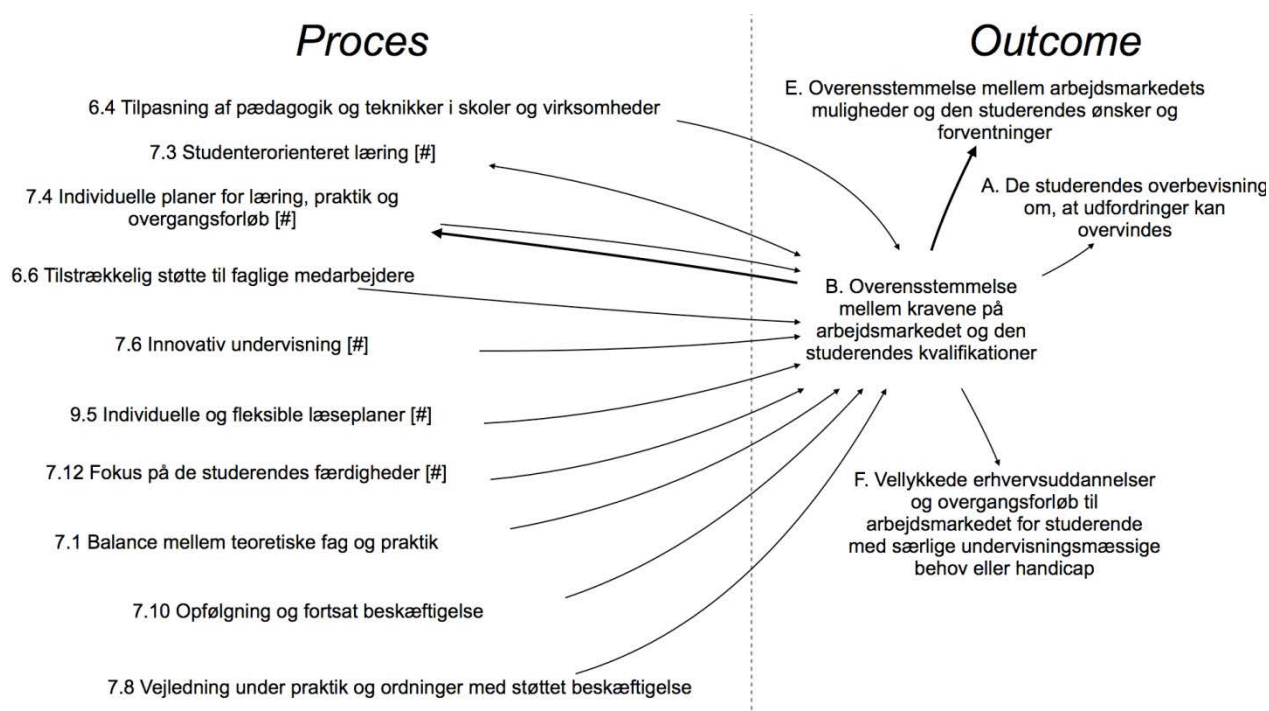 Proces
6.4 Tilpasning af pædagogik og teknikker i skoler og virksomheder
7.3 Studenterorienteret læring [#]
7.4 Individuelle planer for læring, praktik og
overgangsforløb [#]
6.6 Tilstrækkelig støtte til faglige medarbejdere
7.6 Innovativ undervisning [#]
9.5 Individuelle og fleksible læseplaner [#]
7.12 Fokus på de studerendes færdigheder [#]
7.1 Balance mellem teoretiske fag og praktik
7.10 Opfølgning og fortsat beskæftigelse
7.8 Vejledning under praktik og ordninger med støttet beskæftigelse
Outcome
E. Overensstemmelse mellem arbejdsmarkedets
muligheder og den studerendes ønsker og
forventninger
A. De studerendes overbevisning
om, at udfordringer kan
overvindes
B. Overensstemmelse
mellem kravene på
arbejdsmarkedet og den
studerendes kvalifikationer
F. Vellykkede erhvervsuddannelser
og overgangsforløb til
arbejdsmarkedet for studerende
med særlige undervisningsmæssige
behov eller handicap